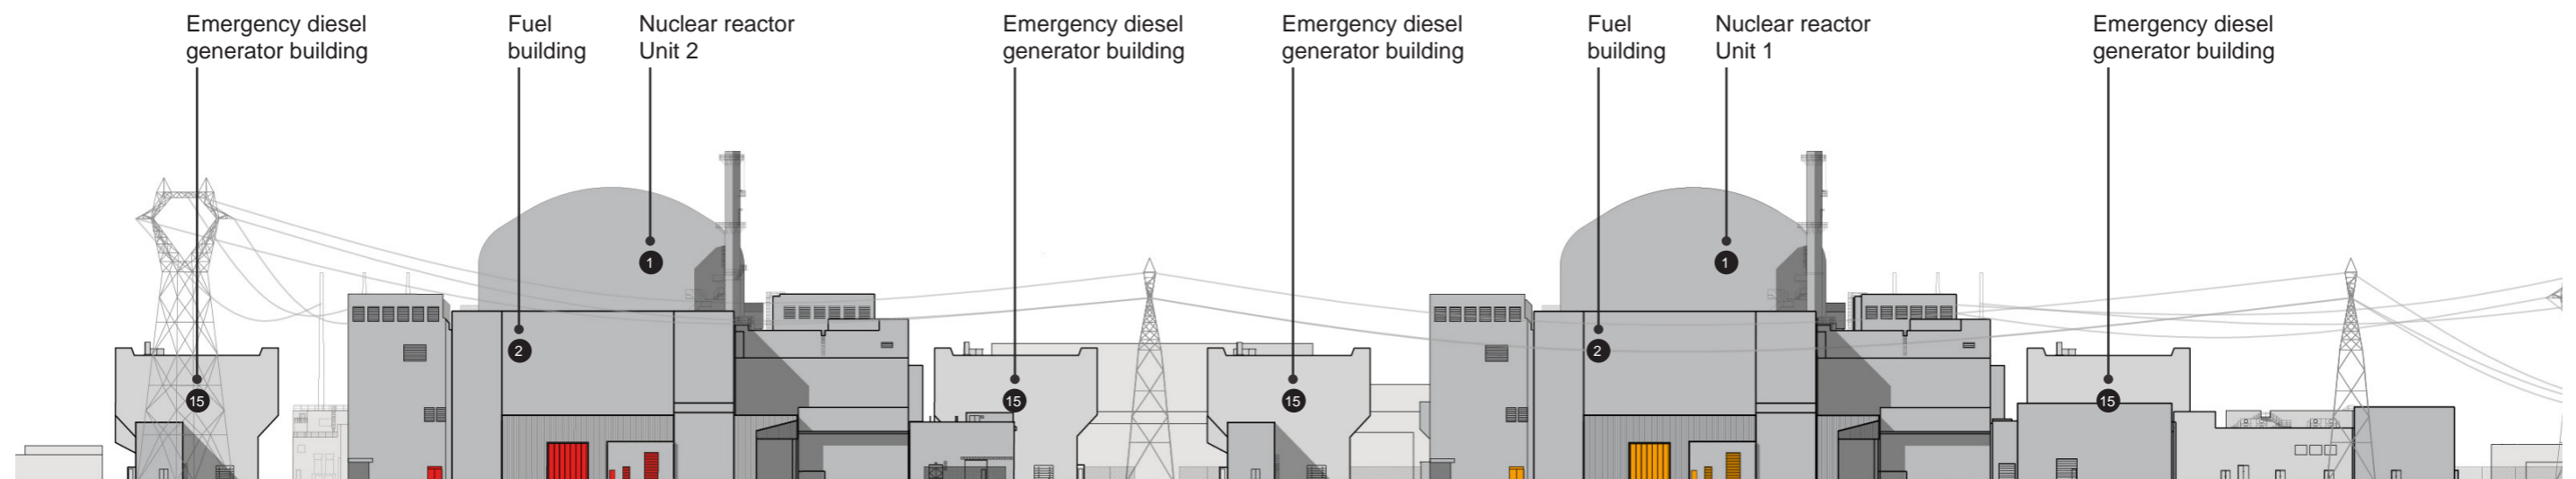 Emergency diesel
generator building
Fuel
building
Nuclear reactor
Unit 2
Emergency diesel
generator building
Emergency diesel
generator building
Fuel
building
Nuclear reactor
Unit 1
Emergency diesel
generator building
1
1
2
2
15
15
15
15